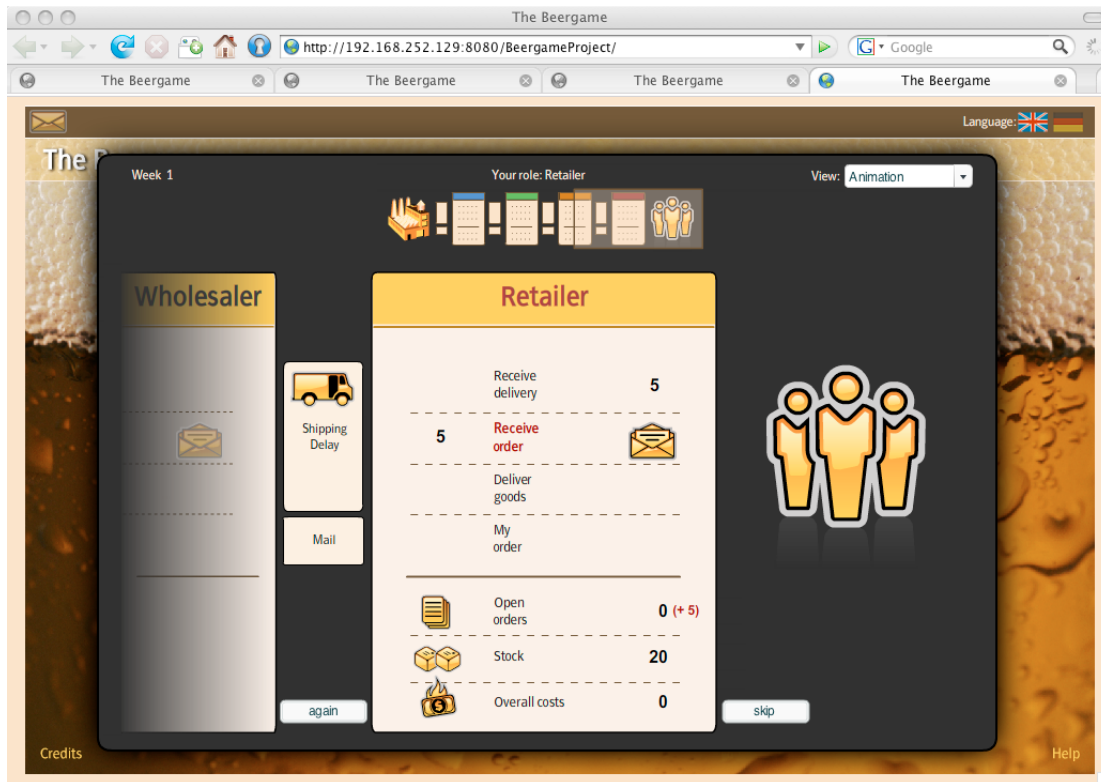 The Beergame
http://192.168.252.129:8080/BeergameProject/
G
Google
The Beergame
The Beergame
The Beergame
The Beergame
Language:
The
Week 1
Your role: Retailer
View:
Animation
Wholesaler
Retailer
Receive
delivery
5
Shipping
Delay
5
Receive
order
Deliver
goods
Mail
My
order
Open
orders
0 (+ 5)
Stock
20
again
Overall costs
0
skip
Credits
Help